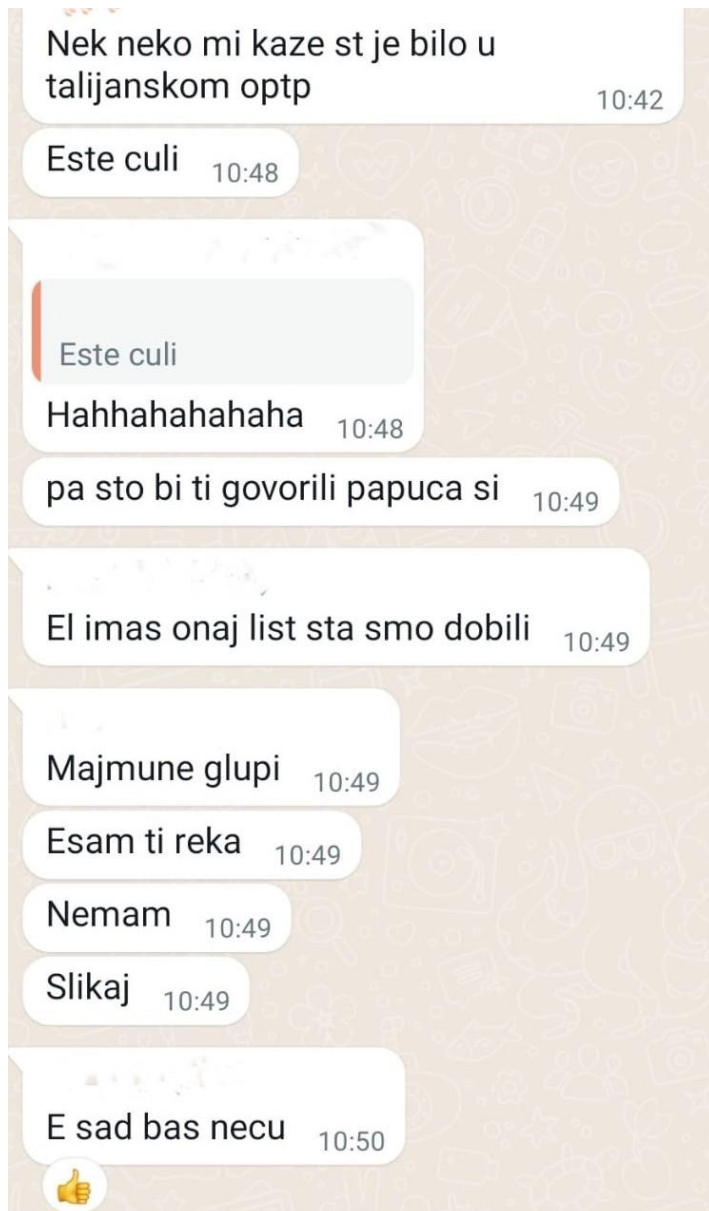 Nek neko mi kaze st je bilo u
talijanskom optp
10:42
Este culi
10:48
Este culi
Hahhahahahaha
10:48
pa sto bi ti govorili papuca si
10:49
El imas onaj list sta smo dobili
10:49
Majmune glupi
10:49
Esam ti reka
10:49
Nemam
10:49
Slikaj
10:49
E sad bas necu
10:50